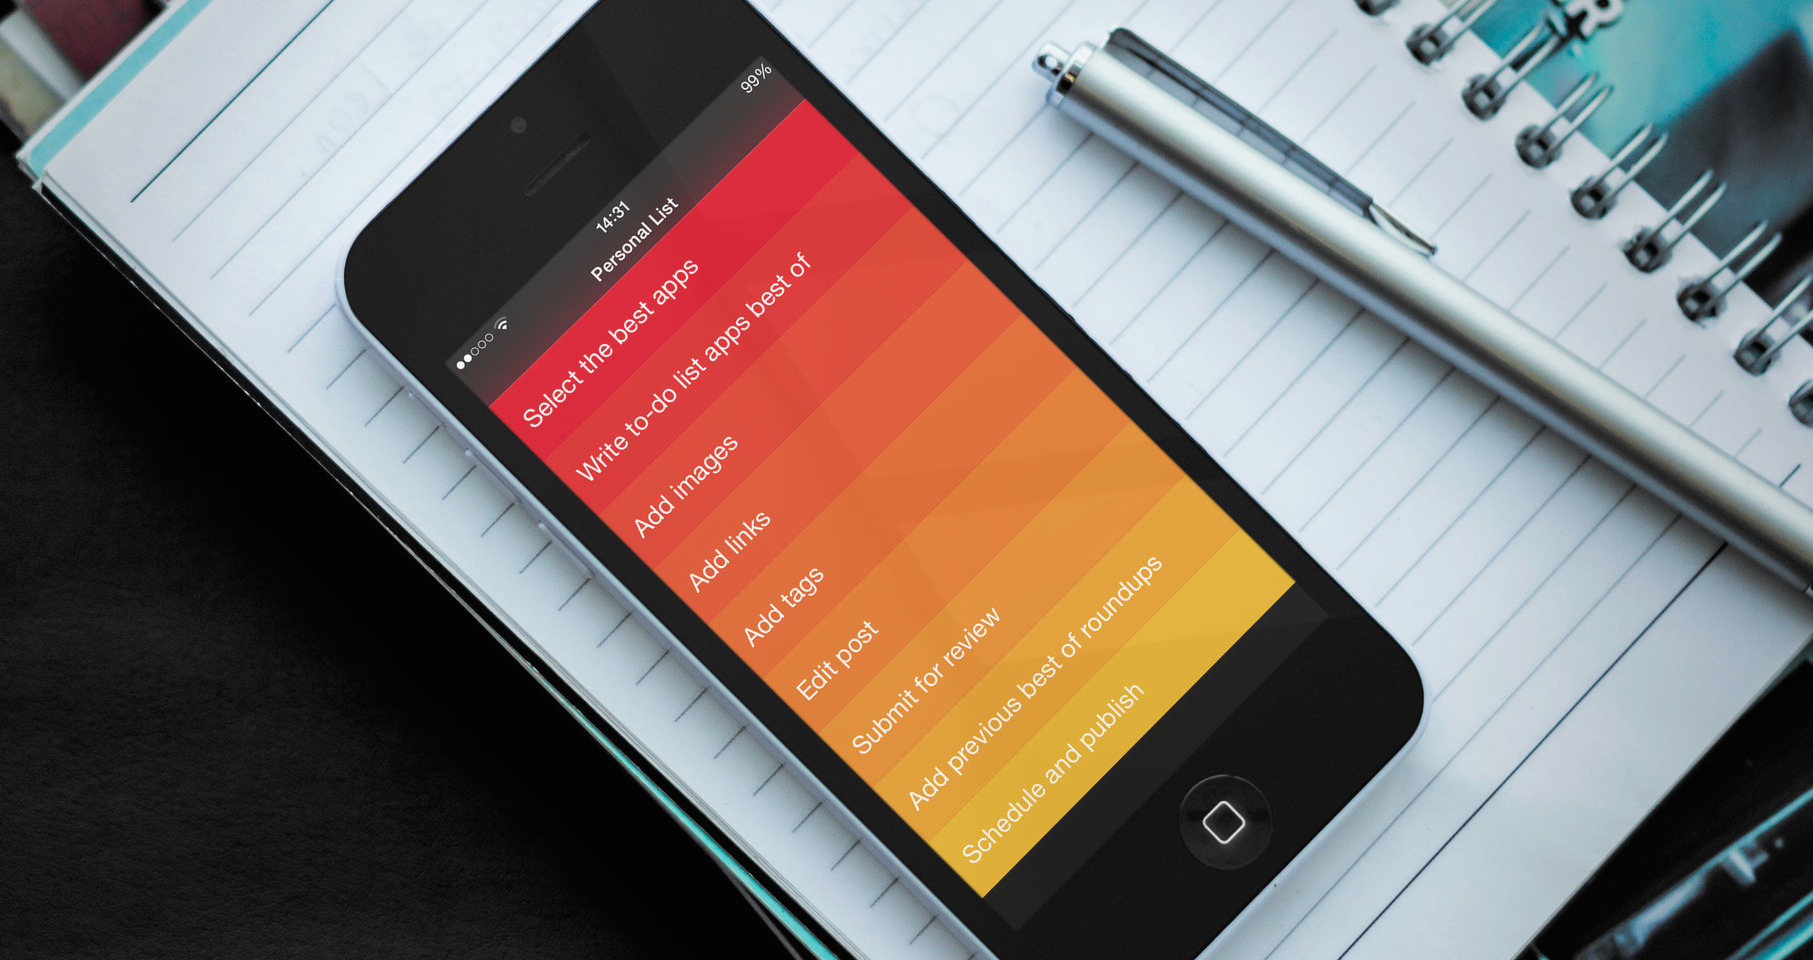 99%
14:31
Personal List
Select the best apps
Write to-do list apps best of
Add images
Add links
Add tags
Edit post
Submit for review
Add previous best of roundups
Schedule and publish